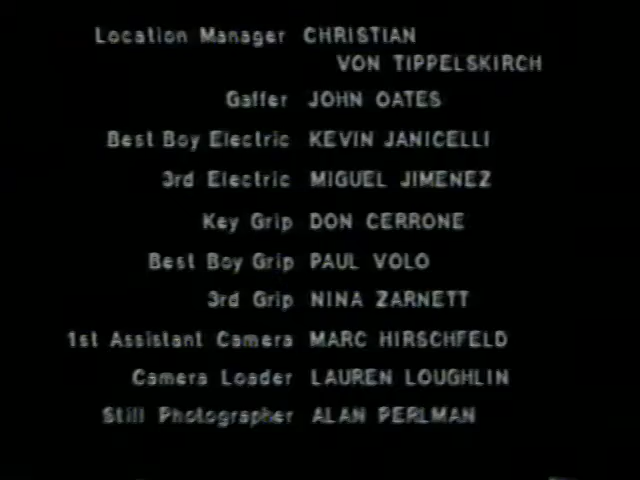 Location Manager CHRISTIAN
VON TIPPELSKIRCH
Gaffer JOHN OATES
Best Boy Electric KEVIN JANICELLI
3rd Electric MIGUEL JIMENEZ
Key Grip DON CERRONE
Best Boy Grip PAUL VOLO
3rd Grip NINA ZARNETT
1st Assistant Camera MARC HIRSCHFELD
Camera Loader LAUREN LOUGHLIN
Still Photographer ALAN PERLMAN